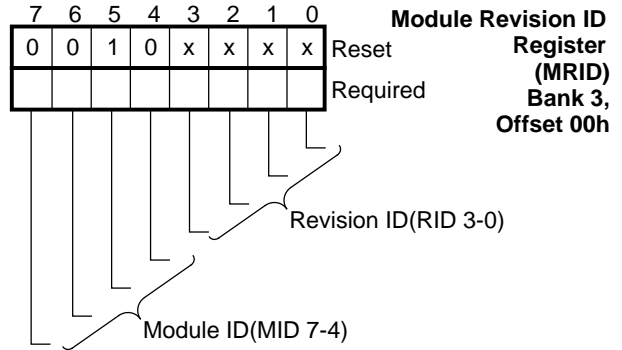 7 6 5 4 3 2 1 0
Module Revision ID
Register
(MRID)
Bank 3,
Offset 00h
0 0 1 0 x x x x Reset
Required
Revision ID(RID 3-0)
Module ID(MID 7-4)